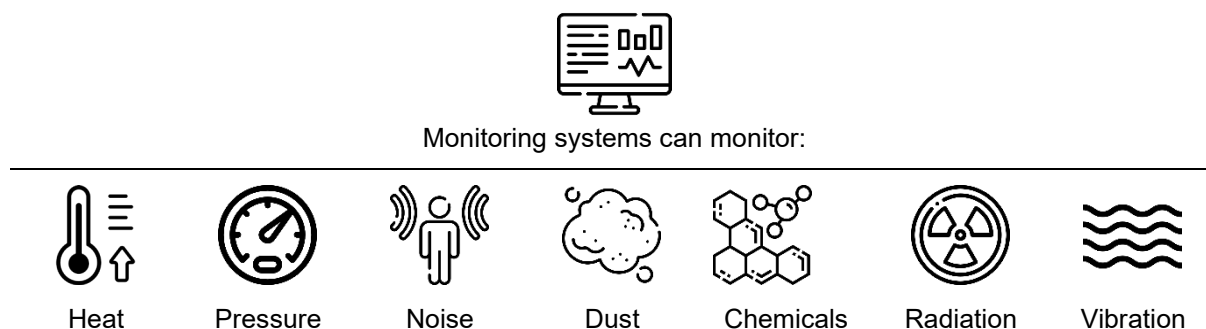 Monitoring systems can monitor:
Heat Pressure Noise Dust Chemicals Radiation Vibration